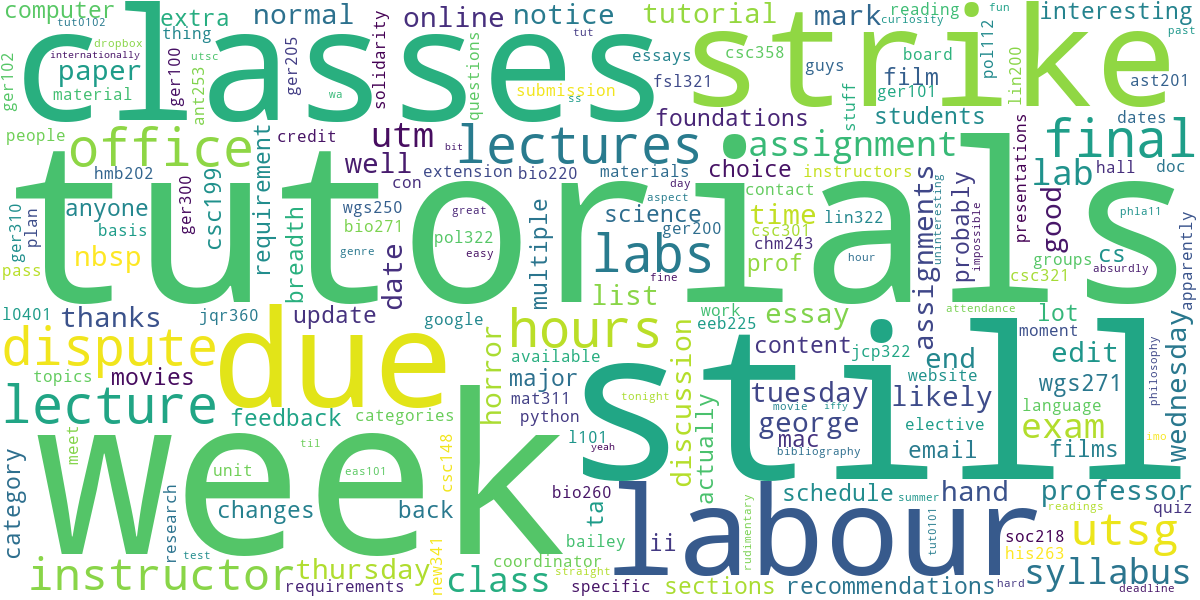 computer
tut0102
dropbox
internationally
utsc
extra
thing
normal
online
notice
tutorial
mark
reading
curiosity
fun
past
interesting
ger102
classes
strike
paper
material
ger100
ant253
ger205
wa
solidarity
tut
questions
submission
ss
essays
fsl321
csc358
guys
board
film
ger101
stuff
students
pol112
lin200
ast201
dates
people
office
credit
utm
bit
lectures
foundations
assignment
presentations
final
hmb202
requirement
well
con
extension
bio220
materials
day
choice
contact
instructors
lab
hall
doc
tutorials
ger310
plan
anyone
basis
csc199
ger300
wgs250
bio271
great
pol322
easy
genre
multiple
science
aspect
ger200
labs
time
csc301
chm243
prof
lin322
hour
assignments
uninteresting
probably
impossible
good
groups
csc321
cs
absurdly
phla11
apparently
pass
nbsp
breadth
date
fine
list
l0401
thanks
jqr360
update
google
hours
work
eeb225
essay
attendance
lot
moment
dispute
due
available
horror
discussion
content
jcp322
end
website
edit
wgs271
wednesday
philosophy
topics
movies
major
mat311
python
still
tonight
actually
tuesday
likely
language
lecture
feedback
categories
george
movie
iffy
elective
exam
imo
week
meet
til
csc148
l101
yeah
mac
bibliography
email
films
category
unit
eas101
bio260
schedule
summer
hand
professor
readings
quiz
research
changes
back
ta
labour
tut0101
soc218
utsg
test
new341
coordinator
bailey
ii
rudimentary
his263
instructor
thursday
class
straight
syllabus
requirements
specific
sections
recommendations
hard
deadline